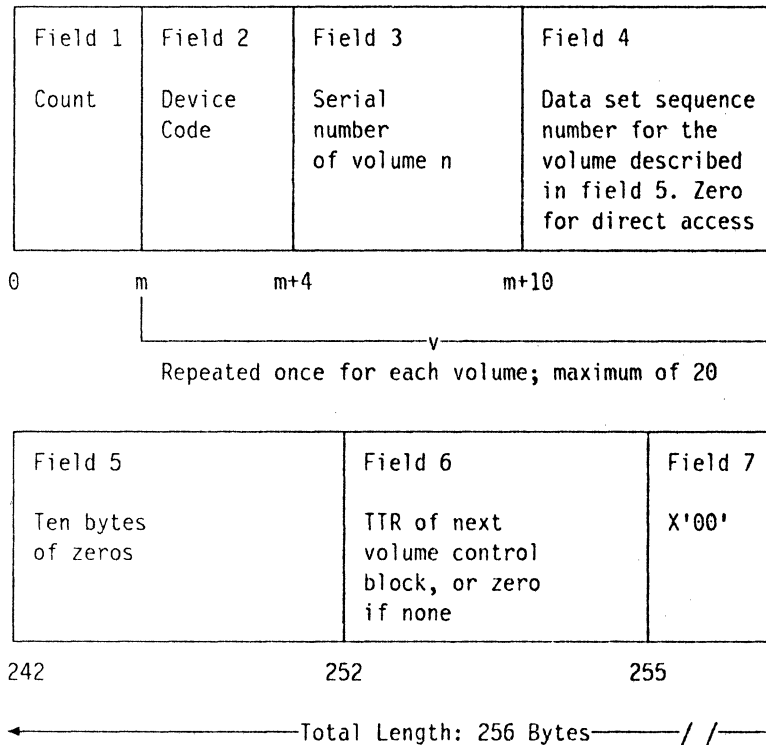 Field 1 Field 2 Field 3 Field 4
Count Device Serial Data set sequence
Code number number for the
of volume n volume described
in field 5. Zero
for direct access
0 m m+4 m+10
v
Repeated once for each volume; maximum of 20
Field 5 Field 6 Field 7
Ten bytes TTR of next X'00'
of zeros volume control
block, or zero
if none
242 252 255
Total Length: 256 Bytes